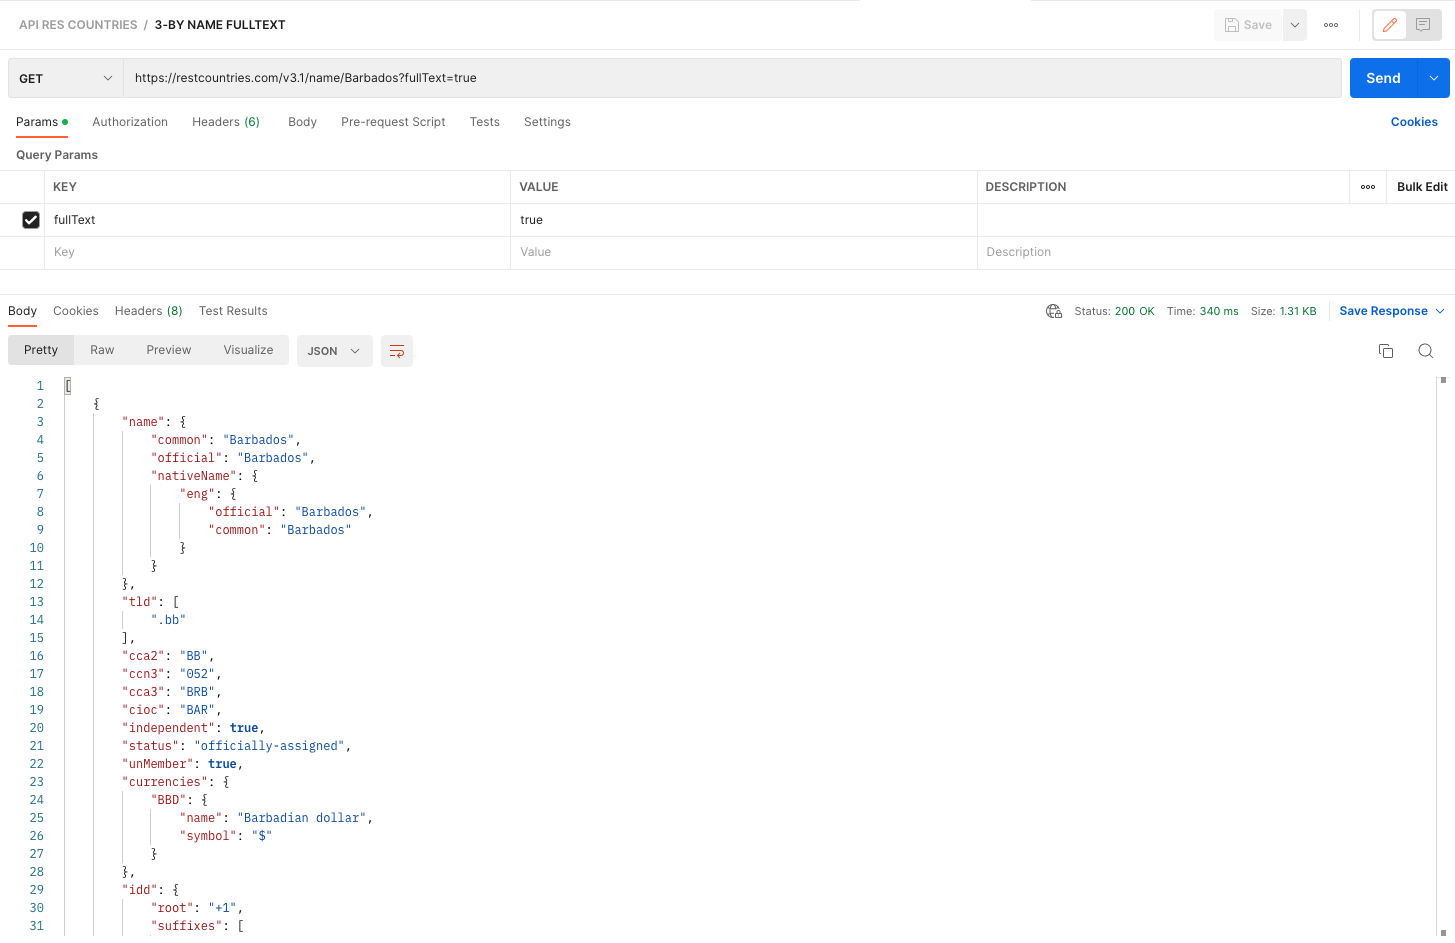 API RES COUNTRIES / 3-BY NAME FULLTEXT
Save
GET
https://restcountries.com/v3.1/name/Barbados?fullText=true
Send
Params Authorization Headers (6) Body Pre-request Script Tests Settings Cookies
Query Params
KEY VALUE DESCRIPTION Bulk Edit
fullText true
Key Value Description
Body Cookies Headers (8) Test Results Status: 200 OK Time: 340 ms Size: 1.31 KB Save Response
Pretty Raw Preview Visualize JSON
1 [
2 {
3 "name": {
4 "common": "Barbados",
5 "official": "Barbados",
6 "nativeName": {
7 "eng": {
8 "official": "Barbados",
9 "common": "Barbados"
10 }
11 }
12 },
13 "tld": [
14 ".bb"
15 ],
16 "cca2": "BB",
17 "ccn3": "052",
18 "cca3": "BRB",
19 "cioc": "BAR",
20 "independent": true,
21 "status": "officially-assigned",
22 "unMember": true,
23 "currencies": {
24 "BBD": {
25 "name": "Barbadian dollar",
26 "symbol": "$"
27 }
28 },
29 "idd": {
30 "root": "+1",
31 "suffixes": [